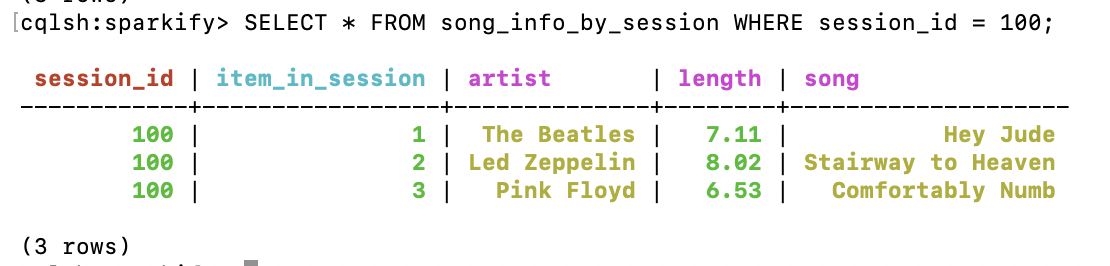 [cqlsh:sparkify> SELECT * FROM song_info_by_session WHERE session_id = 100;
session_id | item_in_session | artist | length | song
------------+-----------------+--------------+--------+--------------------
100 | 1 | The Beatles | 7.11 | Hey Jude
100 | 2 | Led Zeppelin | 8.02 | Stairway to Heaven
100 | 3 | Pink Floyd | 6.53 | Comfortably Numb
(3 rows)